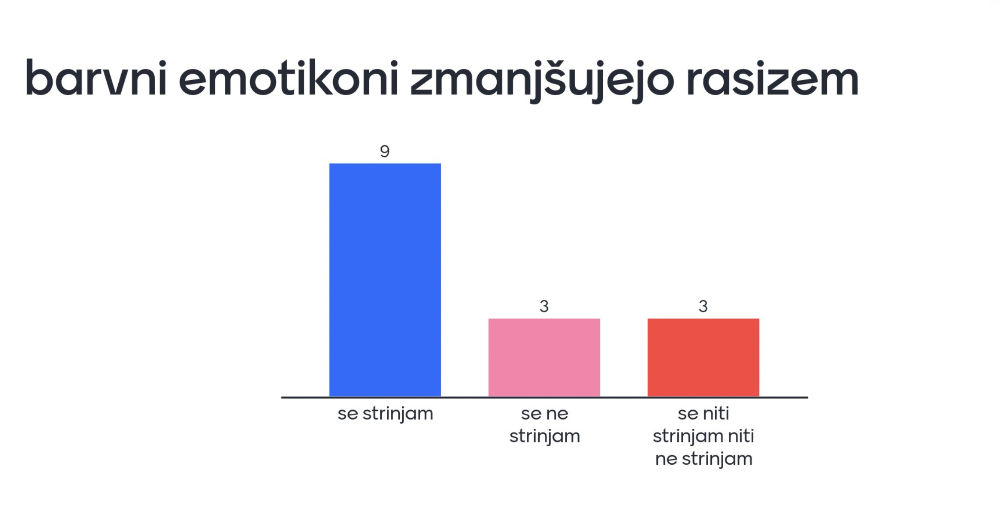 barvni emotikoni zmanjšujejo rasizem
9
3
3
se strinjam
se ne
strinjam
se niti
strinjam niti
ne strinjam